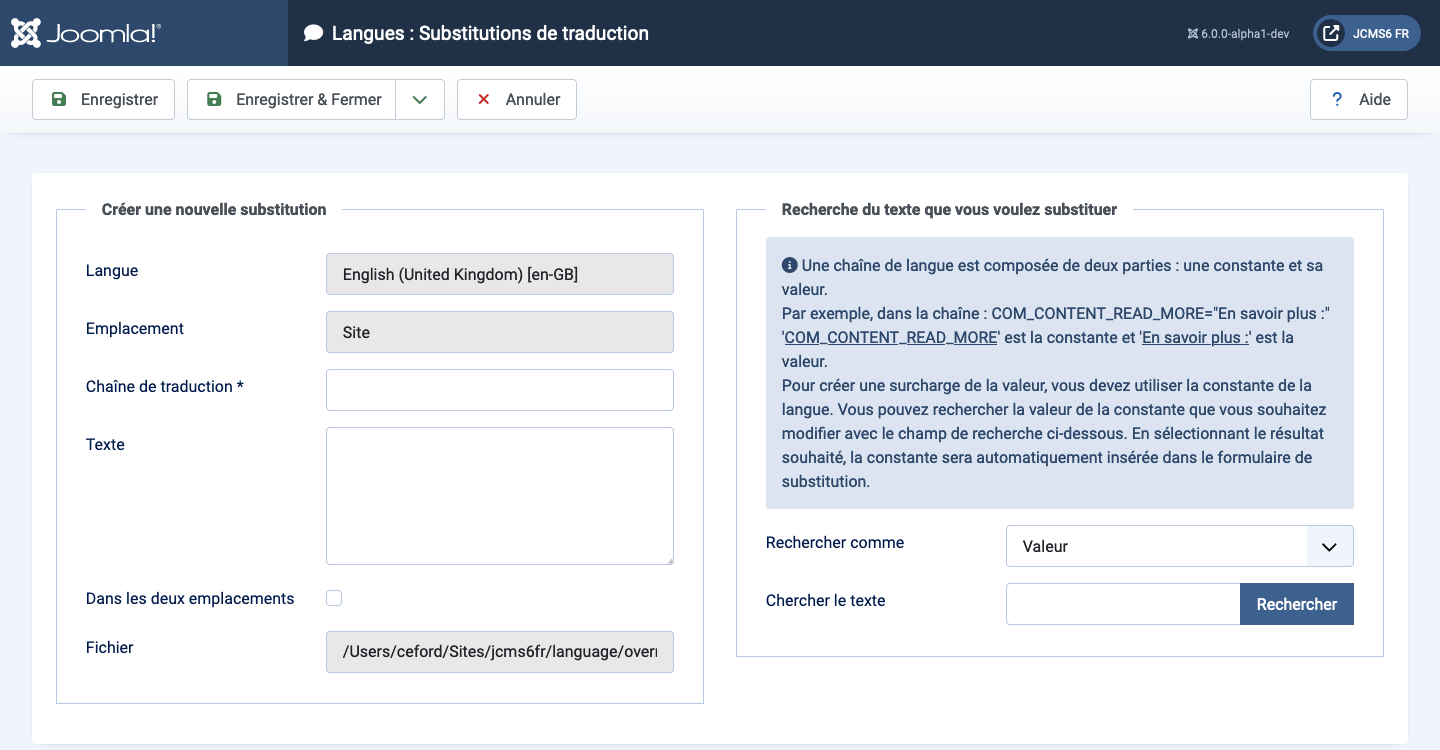 Joomla!®
Langues : Substitutions de traduction
6.0.0-alpha1-dev
JCMS6 FR
Enregistrer
Enregistrer & Fermer
Annuler
? Aide
Créer une nouvelle substitution
Langue
English (United Kingdom) [en-GB]
Emplacement
Site
Chaîne de traduction *
Texte
Dans les deux emplacements
Fichier
/Users/ceford/Sites/jcms6fr/language/over
Recherche du texte que vous voulez substituer
Une chaîne de langue est composée de deux parties : une constante et sa
valeur.
Par exemple, dans la chaîne : COM_CONTENT_READ_MORE="En savoir plus :"
'COM_CONTENT_READ_MORE' est la constante et 'En savoir plus :' est la
valeur.
Pour créer une surcharge de la valeur, vous devez utiliser la constante de la
langue. Vous pouvez rechercher la valeur de la constante que vous souhaitez
modifier avec le champ de recherche ci-dessous. En sélectionnant le résultat
souhaité, la constante sera automatiquement insérée dans le formulaire de
substitution.
Rechercher comme
Valeur
Chercher le texte
Rechercher